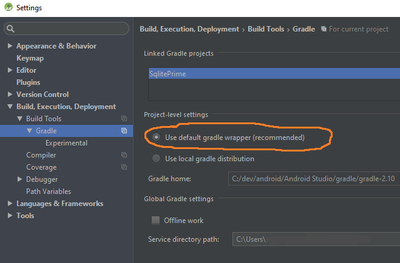 Settings
Build, Execution, Deployment › Build Tools › Gradle For current project
Appearance & Behavior
Keymap
Editor
Plugins
Version Control
Build, Execution, Deployment
Build Tools
Gradle
Experimental
Compiler
Coverage
Debugger
Path Variables
Languages & Frameworks
Tools
Linked Gradle projects
SqlitePrime
Project-level settings
Use default gradle wrapper (recommended)
Use local gradle distribution
Gradle home: C:/dev/android/Android Studio/gradle/gradle-2.10
Global Gradle settings
Offline work
Service directory path: C:\Users\